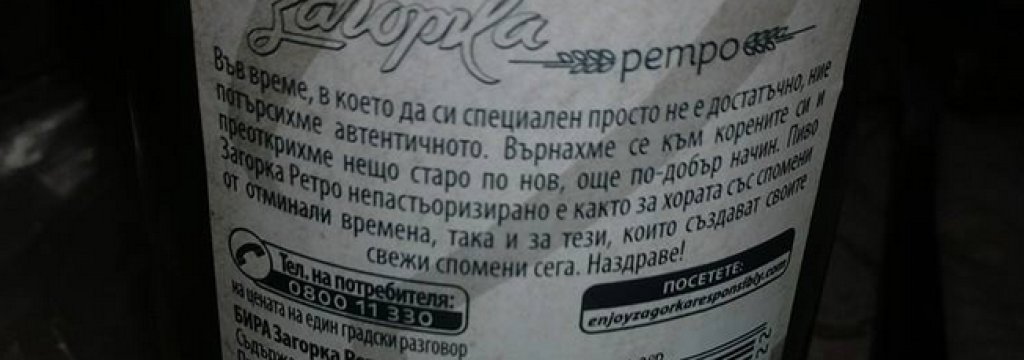 Загорка
ретро
Във време, в което да си специален просто не е достатъчно, ние
потърсихме автентичното. Върнахме се към корените си и
преоткрихме нещо старо по нов, още по-добър начин. Пиво
Загорка Ретро непастьоризирано е както за хората със спомени
от отминали времена, така и за тези, които създават своите
свежи спомени сега. Наздраве!
Тел. на потребителя:
0800 11 330
на цената на един градски разговор
ПОСЕТЕТЕ:
enjoyzagorkaresponsibly.com
БИРА Загорка